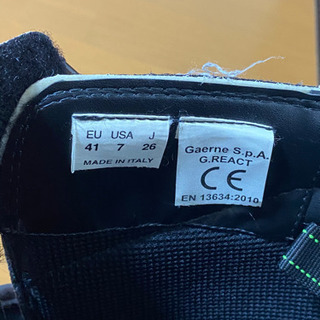 EU USA J
41 7 26
MADE IN ITALY
Gaerne S.p.A.
G.REACT
CE
EN 13634:2010